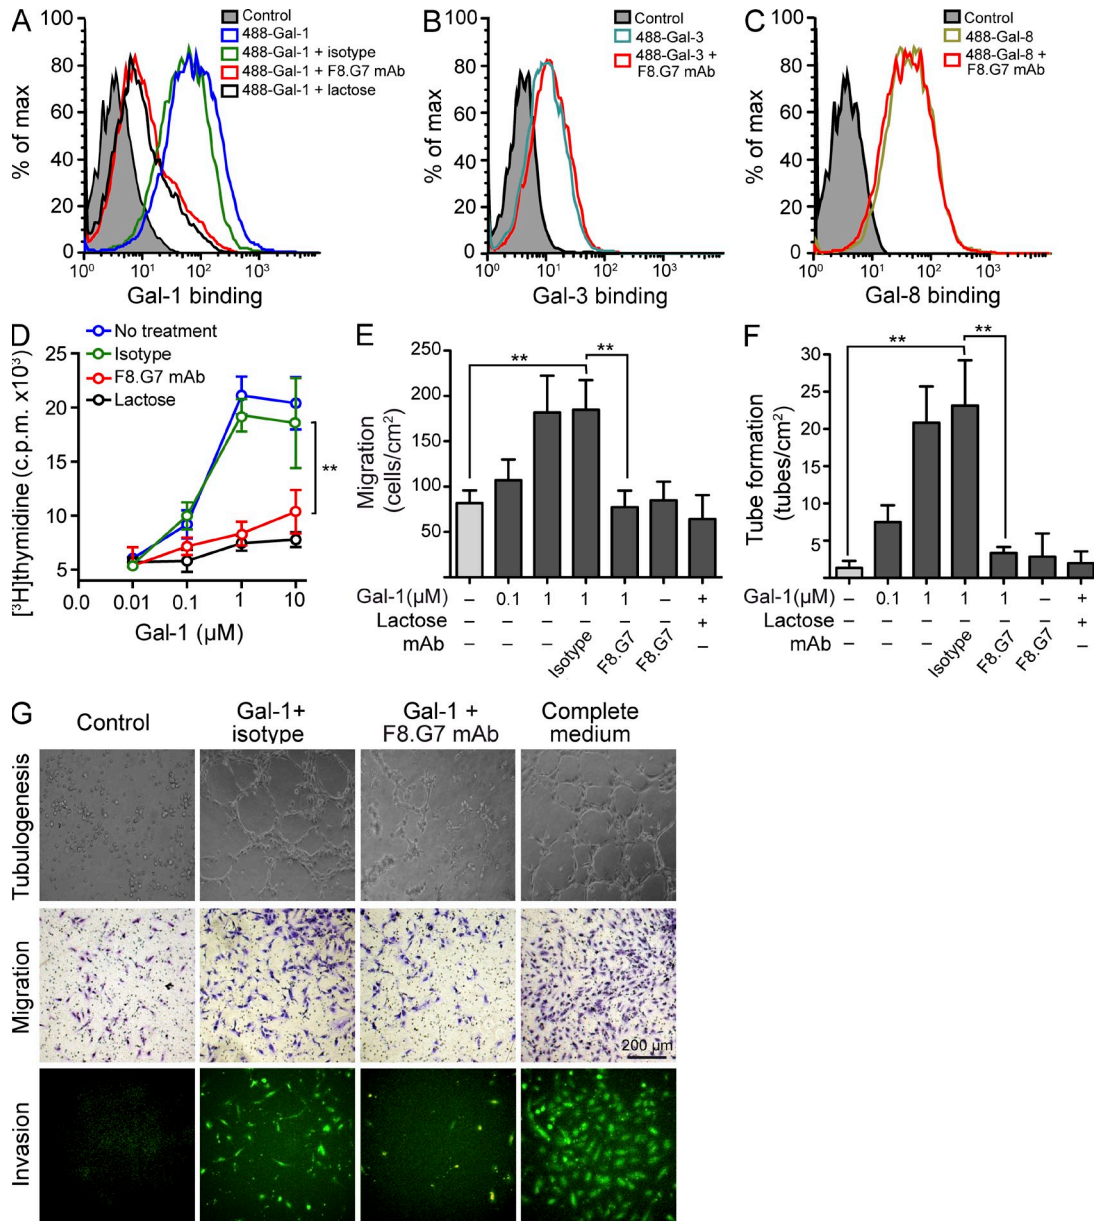 A
Control
488-Gal-1
488-Gal-1 + isotype
488-Gal-1 + F8.G7 mAb
488-Gal-1 + lactose
% of max
100
80
60
40
20
0
10⁰ 10¹ 10² 10³
Gal-1 binding
B
Control
488-Gal-3
488-Gal-3 +
F8.G7 mAb
% of max
100
80
60
40
20
0
10⁰ 10¹ 10² 10³
Gal-3 binding
C
Control
488-Gal-8
488-Gal-8 +
F8.G7 mAb
% of max
100
80
60
40
20
0
10⁰ 10¹ 10² 10³
Gal-8 binding
D
No treatment
Isotype
F8.G7 mAb
Lactose
[³H]thymidine (c.p.m. x10³)
25
20
15
10
5
**
0.0 0.01 0.1 1 10
Gal-1 (µM)
E
Migration
(cells/cm²)
250
200
150
100
50
** **
Gal-1(µM) – 0.1 1 1 1 – +
Lactose – – – – – – +
mAb – – – Isotype F8.G7 F8.G7 –
F
Tube formation
(tubes/cm²)
30
25
20
15
10
5
** **
Gal-1(µM) – 0.1 1 1 1 – +
Lactose – – – – – – +
mAb – – – Isotype F8.G7 F8.G7 –
G
Control
Gal-1+
isotype
Gal-1 +
F8.G7 mAb
Complete
medium
Tubulogenesis
Migration
200 µm
Invasion